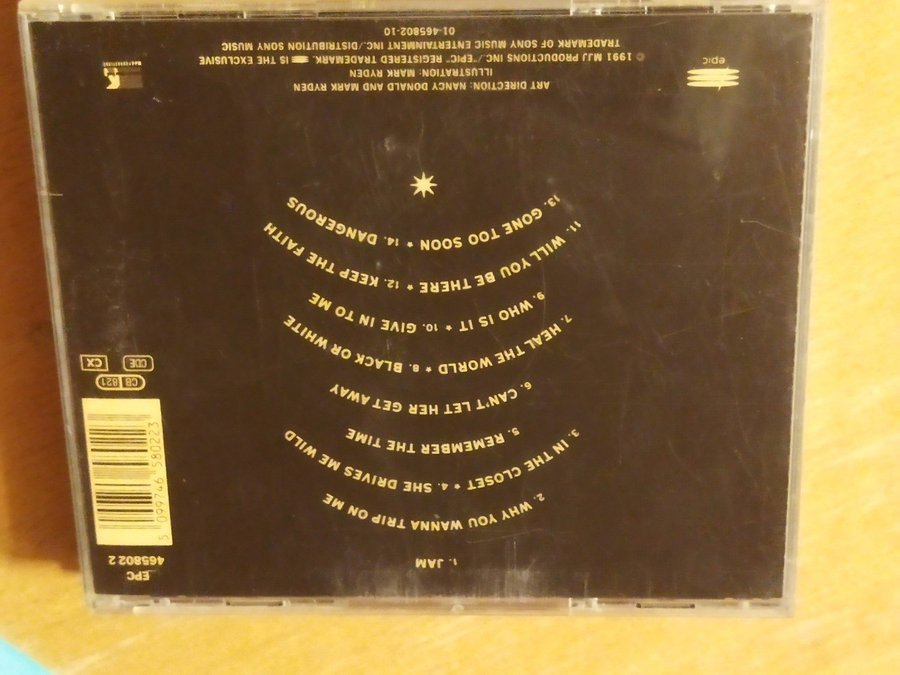 EPC
465802 2
1. JAM
2. WHY YOU WANNA TRIP ON ME
3. IN THE CLOSET ★ 4. SHE DRIVES ME WILD
5. REMEMBER THE TIME
6. CAN'T LET HER GET AWAY
7. HEAL THE WORLD ★ 8. BLACK OR WHITE
9. WHO IS IT ★ 10. GIVE IN TO ME
11. WILL YOU BE THERE ★ 12. KEEP THE FAITH
13. GONE TOO SOON ★ 14. DANGEROUS
5 099746 580223
CB 821
CDE CX
epic
ART DIRECTION: NANCY DONALD AND MARK RYDEN
ILLUSTRATION: MARK RYDEN
© 1991 MJJ PRODUCTIONS INC./"EPIC", REGISTERED TRADEMARK. IS THE EXCLUSIVE
TRADEMARK OF SONY MUSIC ENTERTAINMENT INC./DISTRIBUTION SONY MUSIC
01-465802-10